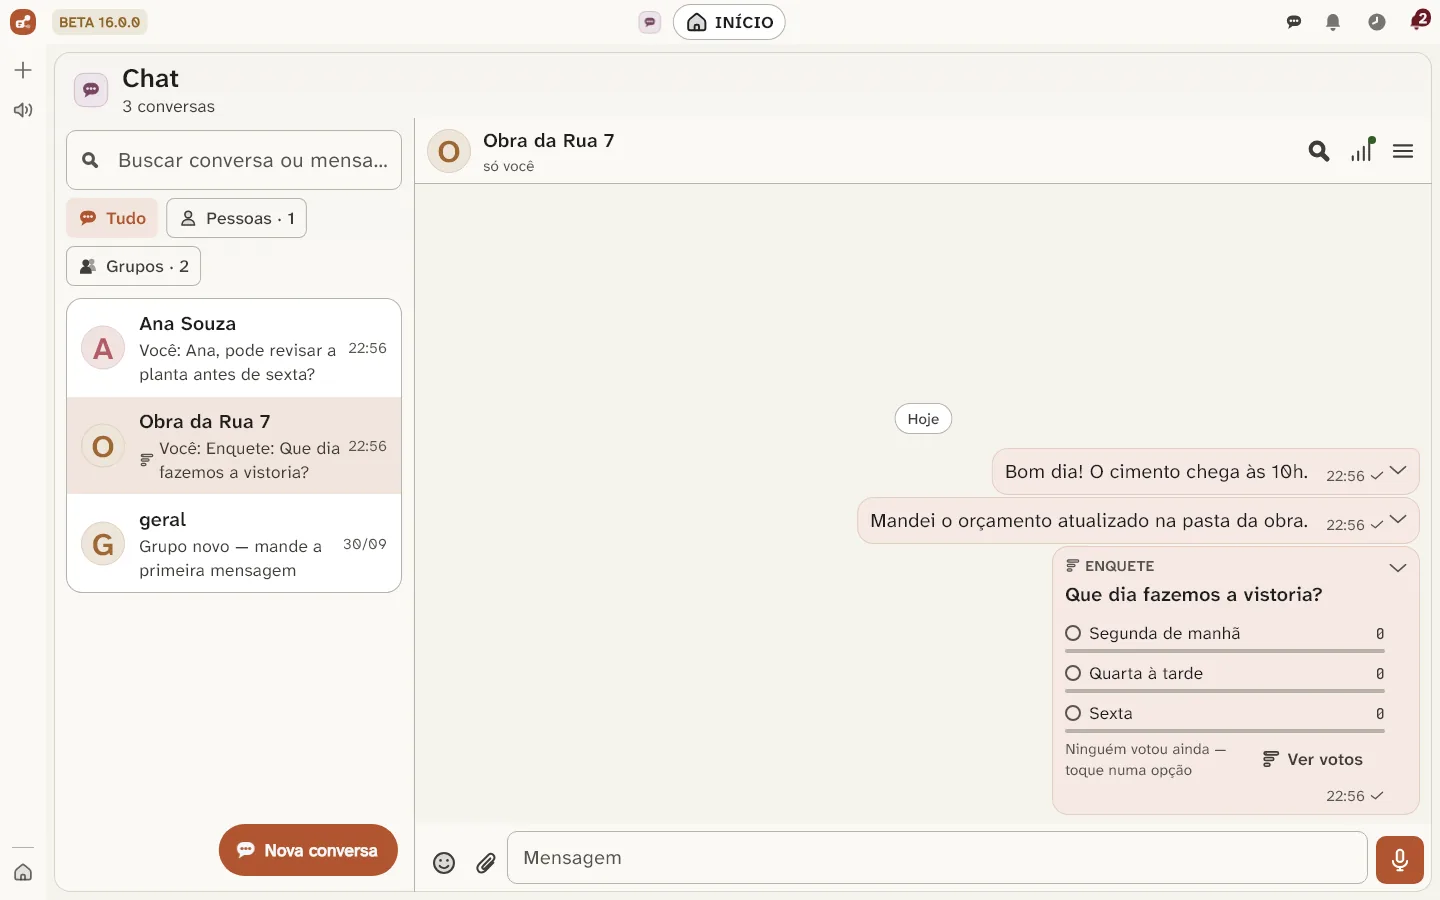 BETA 16.0.0
INÍCIO
2
Chat
3 conversas
Buscar conversa ou mensa...
Tudo
Pessoas · 1
Grupos · 2
Ana Souza
Você: Ana, pode revisar a 22:56
planta antes de sexta?
Obra da Rua 7
Você: Enquete: Que dia 22:56
fazemos a vistoria?
geral
Grupo novo — mande a 30/09
primeira mensagem
Nova conversa
Obra da Rua 7
só você
Hoje
Bom dia! O cimento chega às 10h. 22:56
Mandei o orçamento atualizado na pasta da obra. 22:56
ENQUETE
Que dia fazemos a vistoria?
Segunda de manhã 0
Quarta à tarde 0
Sexta 0
Ninguém votou ainda —
toque numa opção
Ver votos
22:56
Mensagem